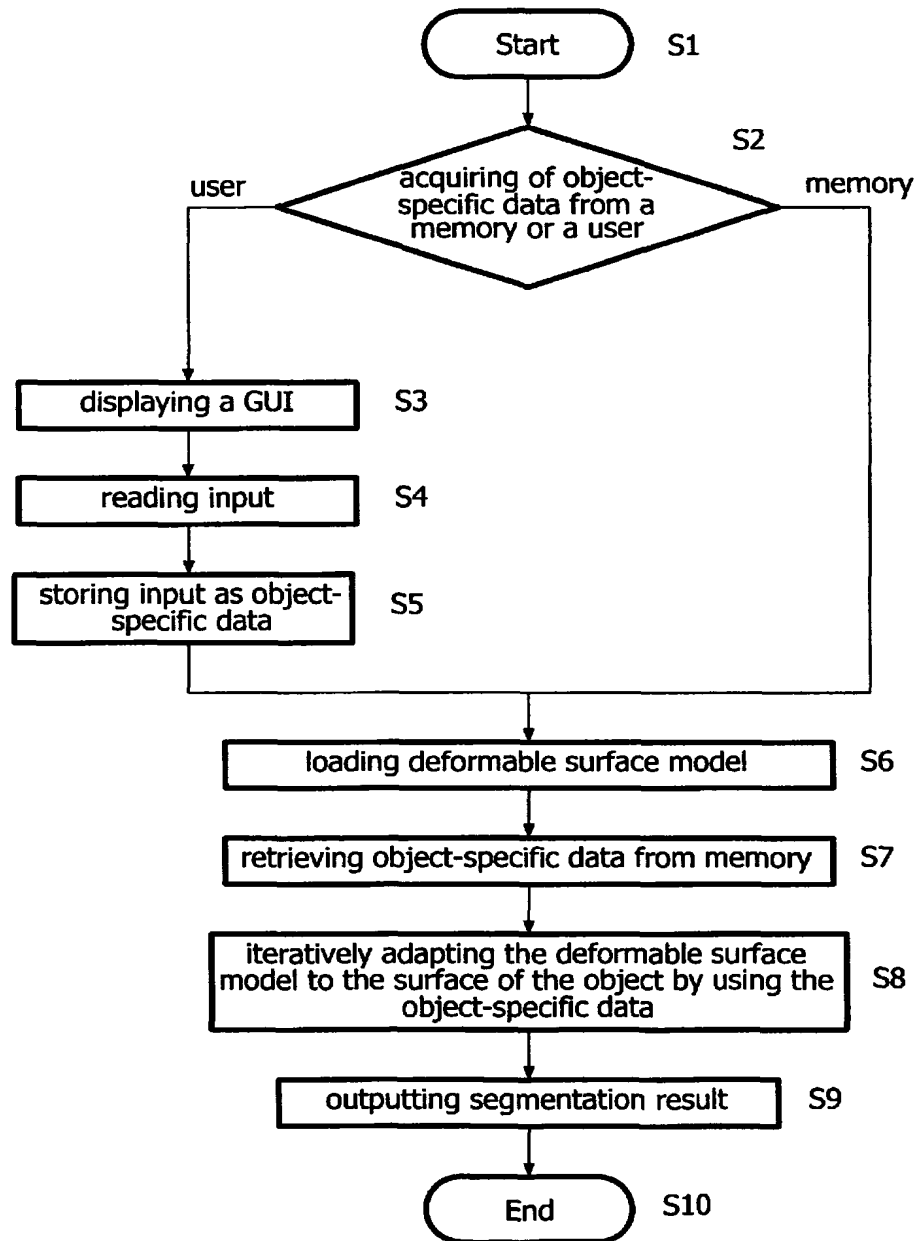 Start
S1
S2
user
acquiring of object-
specific data from a
memory or a user
memory
displaying a GUI
S3
reading input
S4
storing input as object-
specific data
S5
loading deformable surface model
S6
retrieving object-specific data from memory
S7
iteratively adapting the deformable surface
model to the surface of the object by using the
object-specific data
S8
outputting segmentation result
S9
End
S10